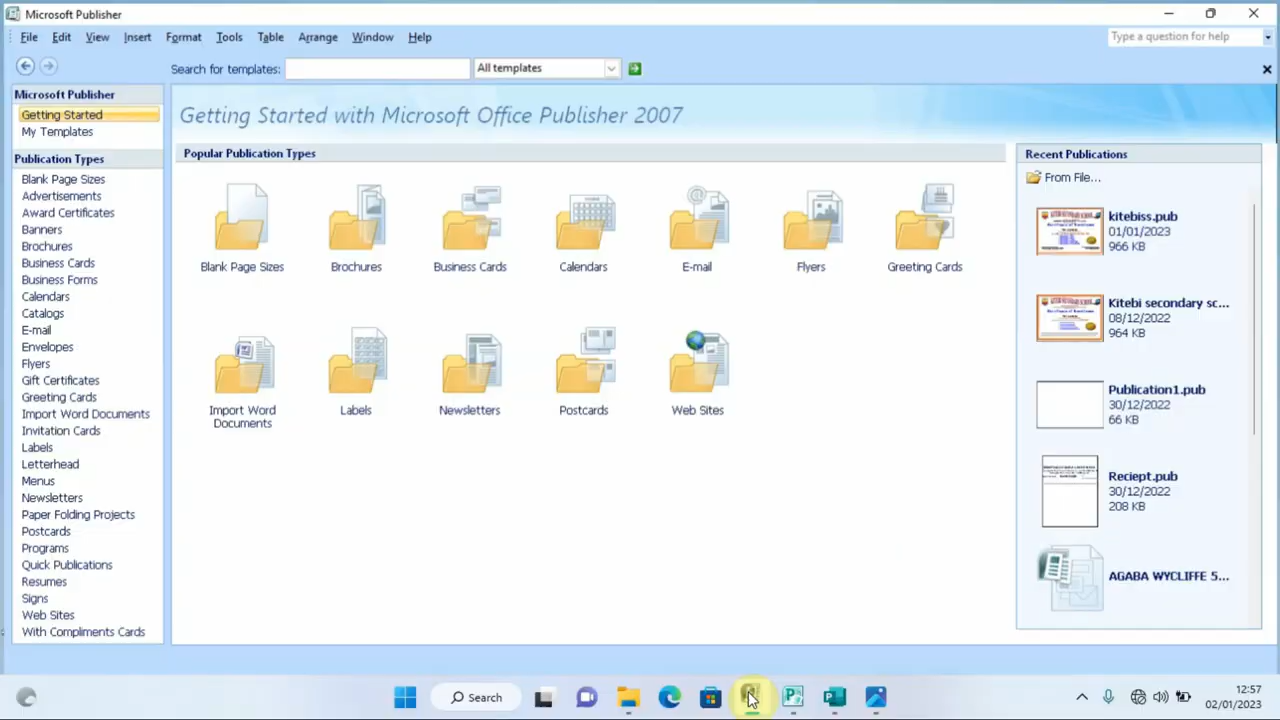 Microsoft Publisher
File Edit View Insert Format Tools Table Arrange Window Help
Type a question for help
Search for templates:
All templates
Microsoft Publisher
Getting Started
My Templates
Publication Types
Blank Page Sizes
Advertisements
Award Certificates
Banners
Brochures
Business Cards
Business Forms
Calendars
Catalogs
E-mail
Envelopes
Flyers
Gift Certificates
Greeting Cards
Import Word Documents
Invitation Cards
Labels
Letterhead
Menus
Newsletters
Paper Folding Projects
Postcards
Programs
Quick Publications
Resumes
Signs
Web Sites
With Compliments Cards
Getting Started with Microsoft Office Publisher 2007
Popular Publication Types
Blank Page Sizes
Brochures
Business Cards
Calendars
E-mail
Flyers
Greeting Cards
Import Word
Documents
Labels
Newsletters
Postcards
Web Sites
Recent Publications
From File...
kitebiss.pub
01/01/2023
966 KB
Kitebi secondary sc...
08/12/2022
964 KB
Publication1.pub
30/12/2022
66 KB
Reciept.pub
30/12/2022
208 KB
AGABA WYCLIFFE S...
Search
12:57
02/01/2023